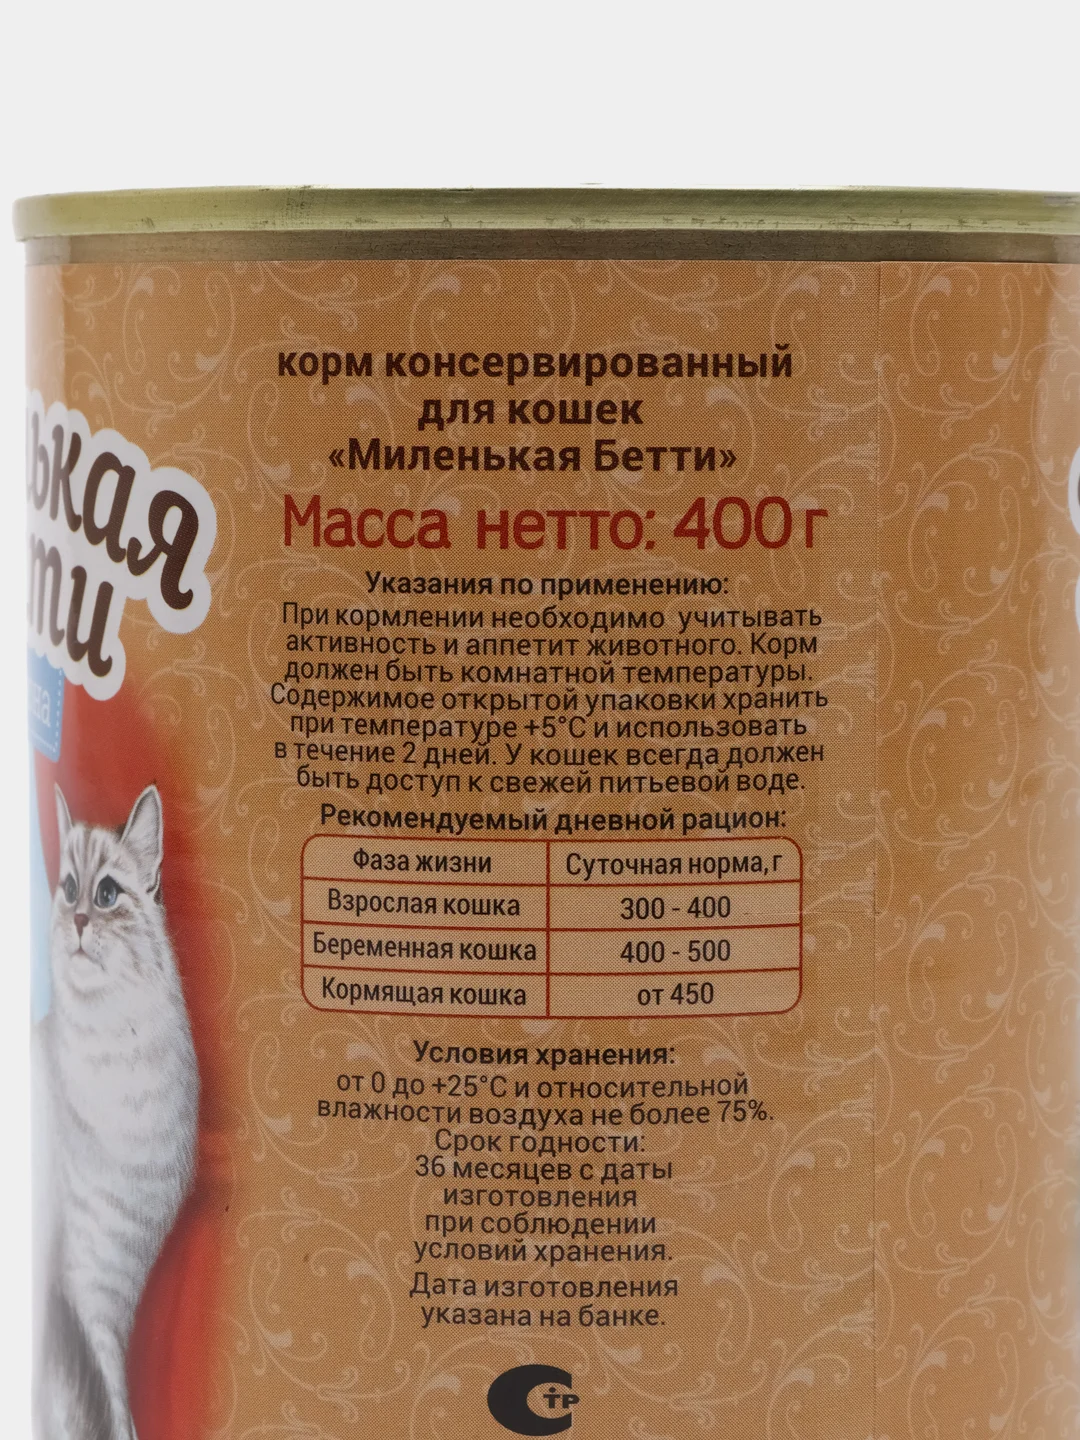 корм консервированный
для кошек
«Миленькая Бетти»
Масса нетто: 400 г
Указания по применению:
При кормлении необходимо учитывать
активность и аппетит животного. Корм
должен быть комнатной температуры.
Содержимое открытой упаковки хранить
при температуре +5°С и использовать
в течение 2 дней. У кошек всегда должен
быть доступ к свежей питьевой воде.
Рекомендуемый дневной рацион:
Фаза жизни Суточная норма, г
Взрослая кошка 300 - 400
Беременная кошка 400 - 500
Кормящая кошка от 450
Условия хранения:
от 0 до +25°С и относительной
влажности воздуха не более 75%.
Срок годности:
36 месяцев с даты
изготовления
при соблюдении
условий хранения.
Дата изготовления
указана на банке.
ькая
ти
СТР